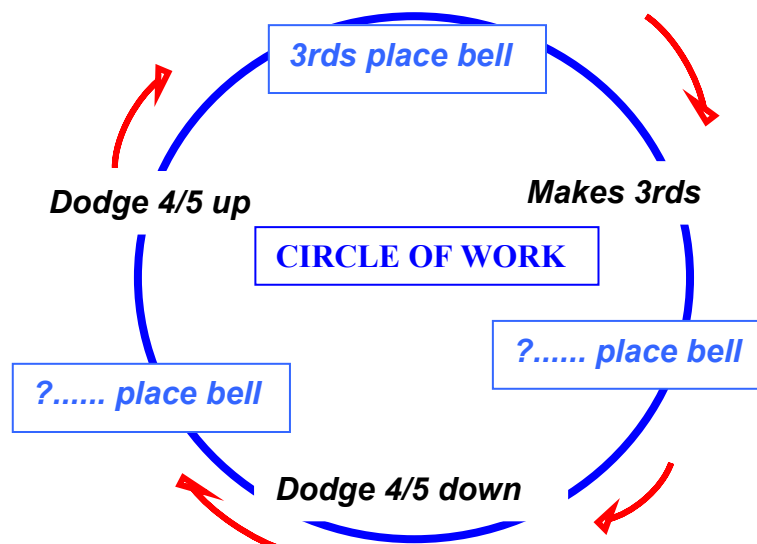 3rds place bell
Dodge 4/5 up
Makes 3rds
CIRCLE OF WORK
?...... place bell
?...... place bell
Dodge 4/5 down